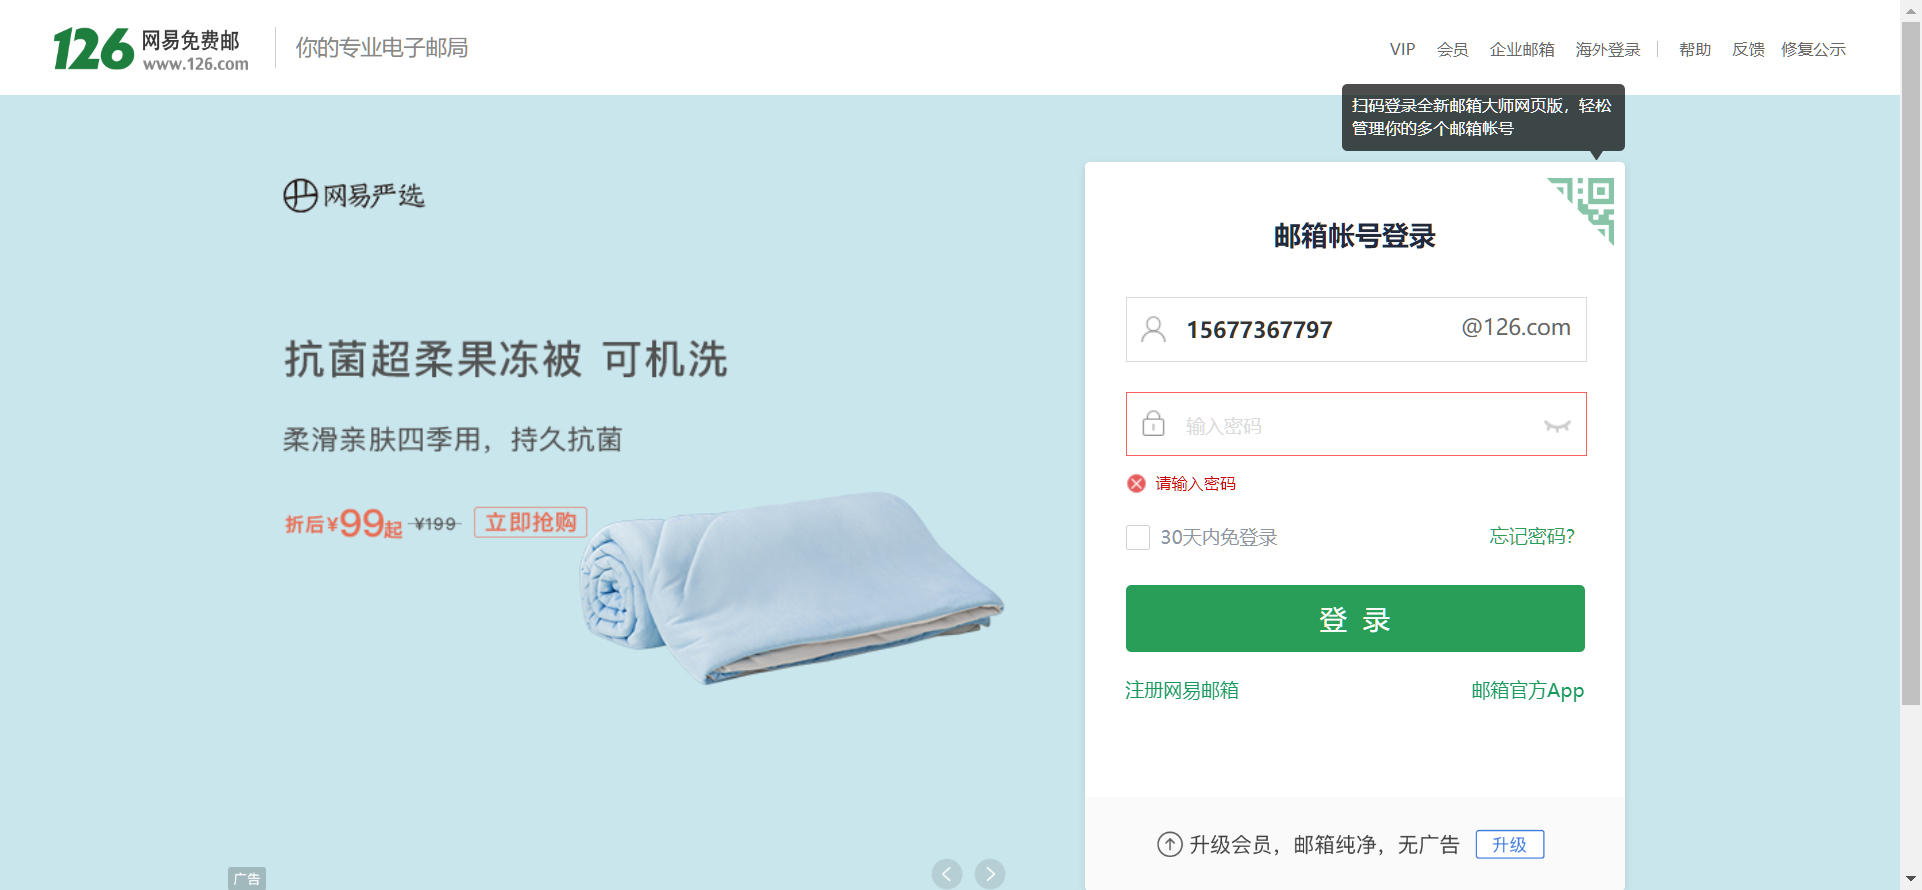 126 网易免费邮
www.126.com
你的专业电子邮局
VIP 会员 企业邮箱 海外登录 帮助 反馈 修复公示
扫码登录全新邮箱大师网页版，轻松
管理你的多个邮箱帐号
网易严选
抗菌超柔果冻被 可机洗
柔滑亲肤四季用，持久抗菌
折后¥99起 ¥199 立即抢购
广告
邮箱帐号登录
15677367797 @126.com
输入密码
请输入密码
30天内免登录 忘记密码?
登 录
注册网易邮箱 邮箱官方App
升级会员，邮箱纯净，无广告 升级